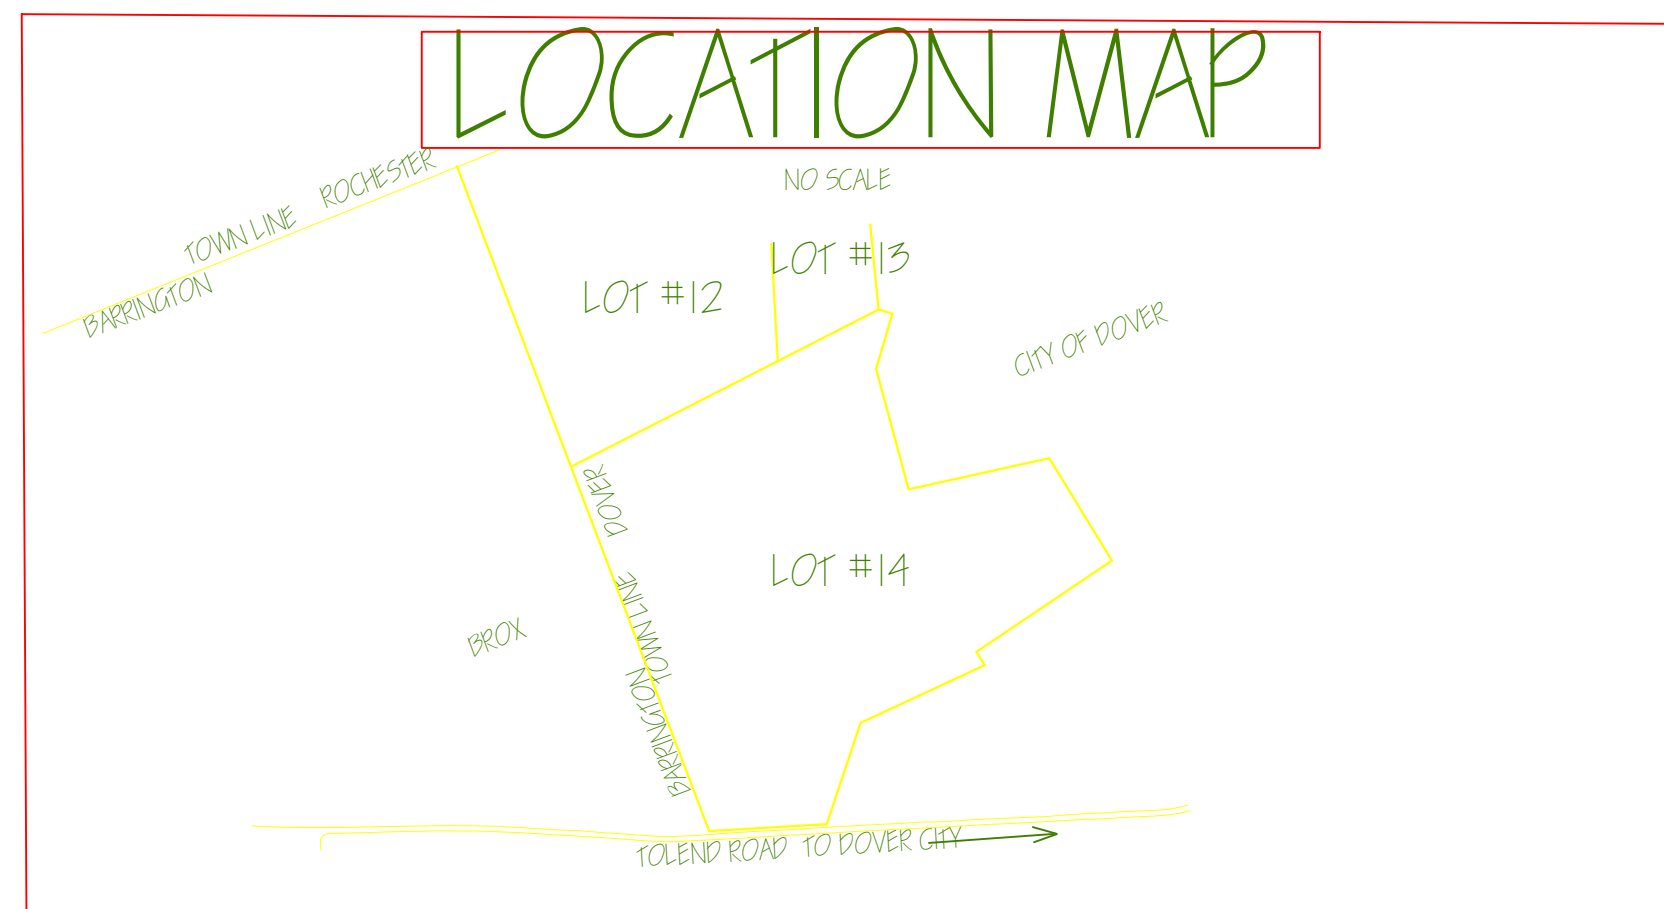 LOCATION MAP
NO SCALE
TOWN LINE ROCHESTER
BARRINGTON
LOT #13
LOT #12
CITY OF DOVER
DOVER
LOT #14
TOWN LINE
BROX
BARRINGTON
TOLEND ROAD TO DOVER CITY